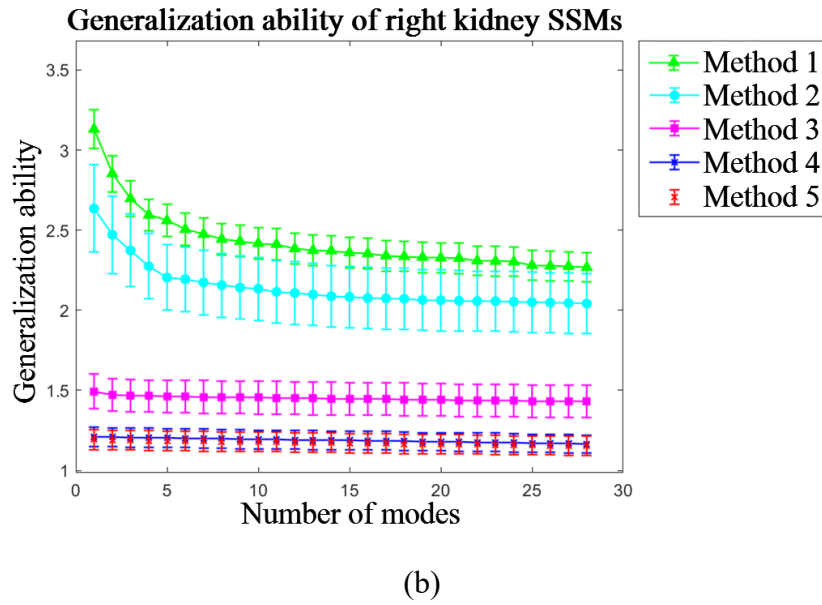 Generalization ability of right kidney SSMs
Generalization ability
3.5
3
2.5
2
1.5
1
0
5
10
15
20
25
30
Number of modes
Method 1
Method 2
Method 3
Method 4
Method 5
(b)